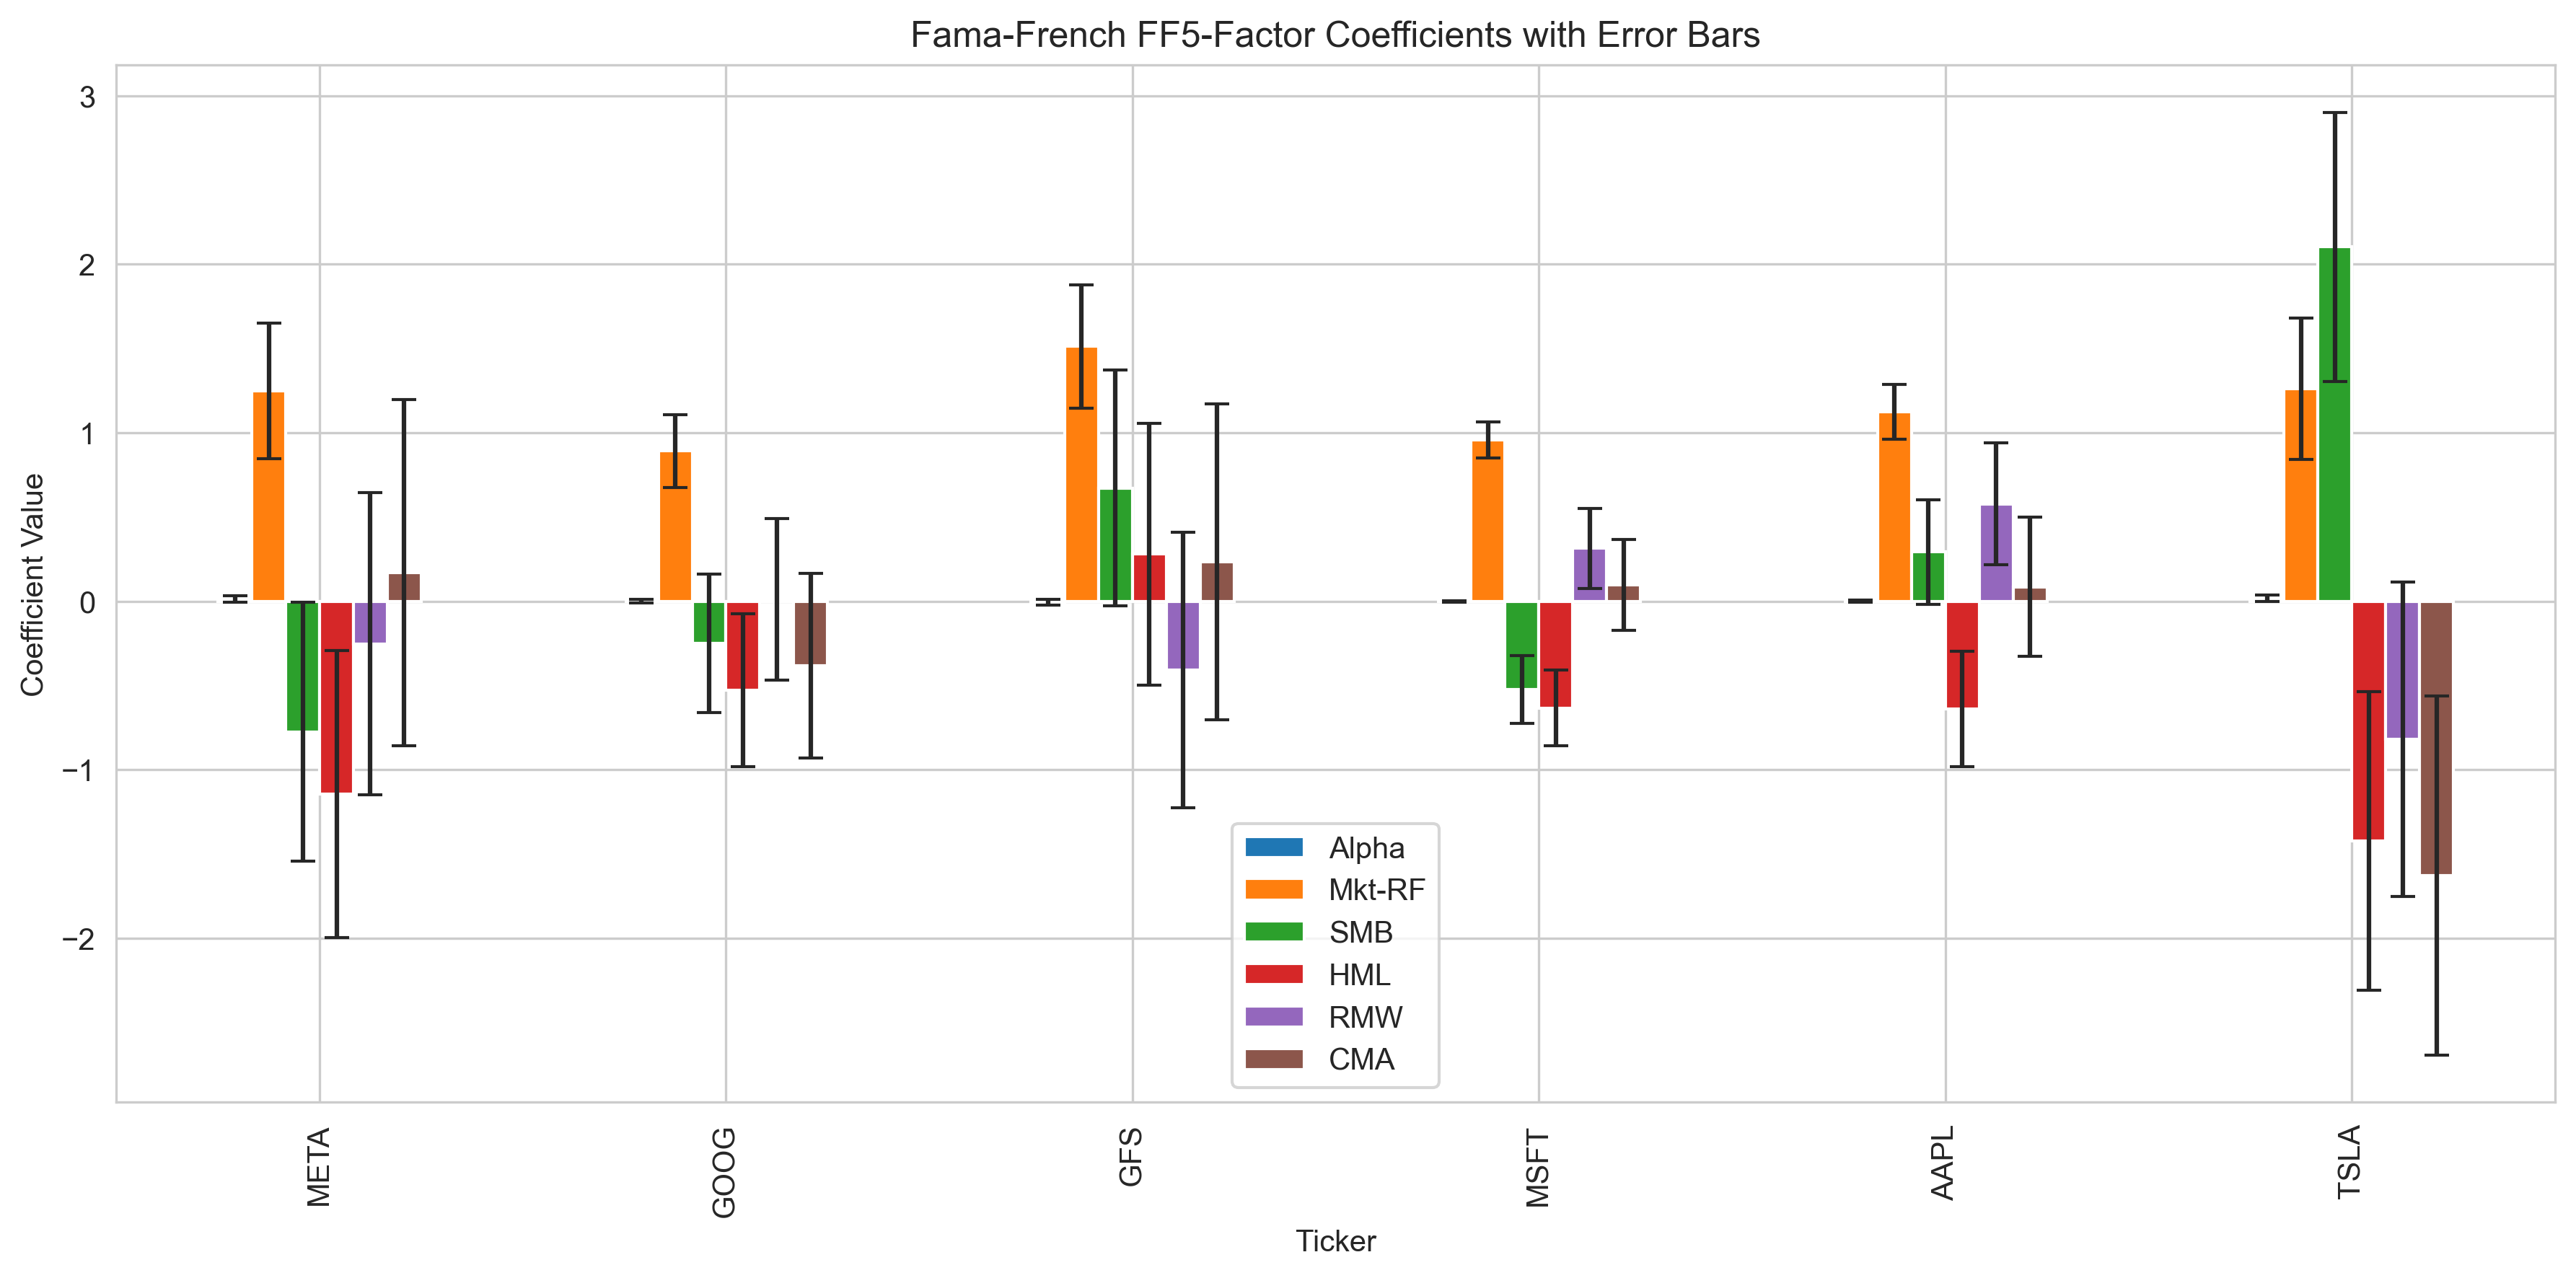 Fama-French FF5-Factor Coefficients with Error Bars
Coefficient Value
3
2
1
0
−1
−2
Alpha
Mkt-RF
SMB
HML
RMW
CMA
META
GOOG
GFS
MSFT
AAPL
TSLA
Ticker